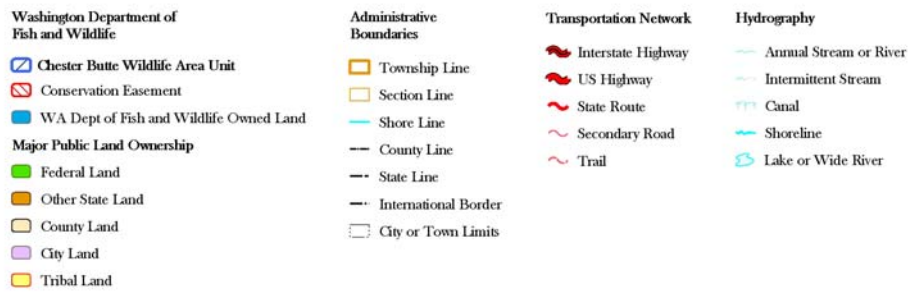 Washington Department of
Fish and Wildlife
Chester Butte Wildlife Area Unit
Conservation Easement
WA Dept of Fish and Wildlife Owned Land
Major Public Land Ownership
Federal Land
Other State Land
County Land
City Land
Tribal Land
Administrative
Boundaries
Township Line
Section Line
Shore Line
County Line
State Line
International Border
City or Town Limits
Transportation Network
Interstate Highway
US Highway
State Route
Secondary Road
Trail
Hydrography
Annual Stream or River
Intermittent Stream
Canal
Shoreline
Lake or Wide River